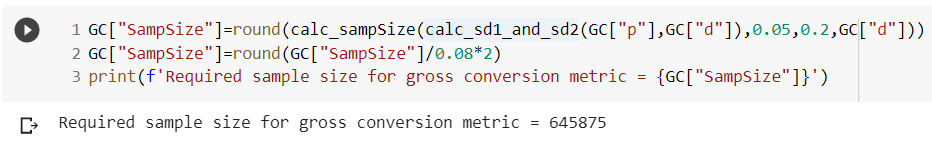 1 GC["SampSize"]=round(calc_sampSize(calc_sd1_and_sd2(GC["p"],GC["d"]),0.05,0.2,GC["d"]))
2 GC["SampSize"]=round(GC["SampSize"]/0.08*2)
3 print(f'Required sample size for gross conversion metric = {GC["SampSize"]}')
Required sample size for gross conversion metric = 645875